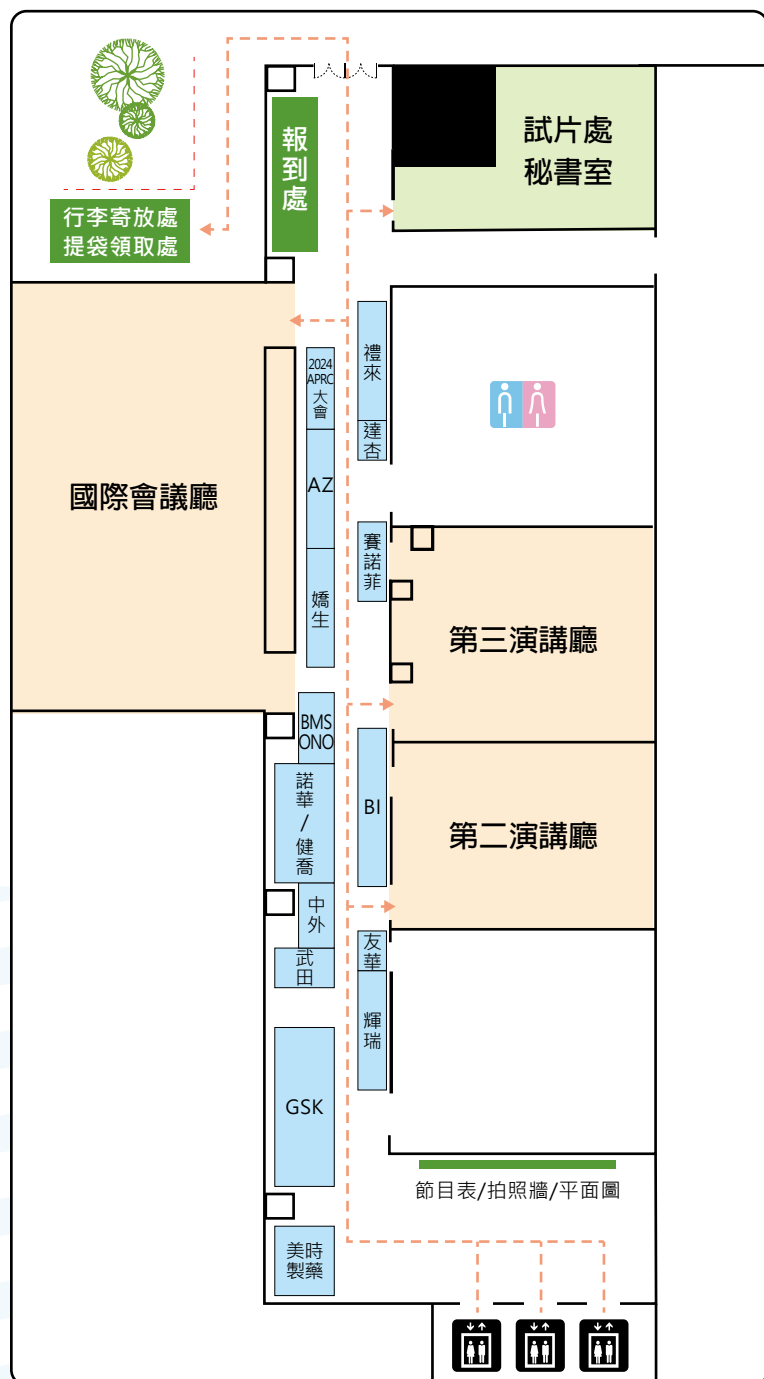 報到處
試片處
秘書室
行李寄放處
提袋領取處
2024
APRC
大會
禮來
達杏
AZ
國際會議廳
嬌生
賽諾菲
第三演講廳
BMS
ONO
諾華/健喬
BI
第二演講廳
中外
武田
友華
輝瑞
GSK
節目表/拍照牆/平面圖
美時
製藥